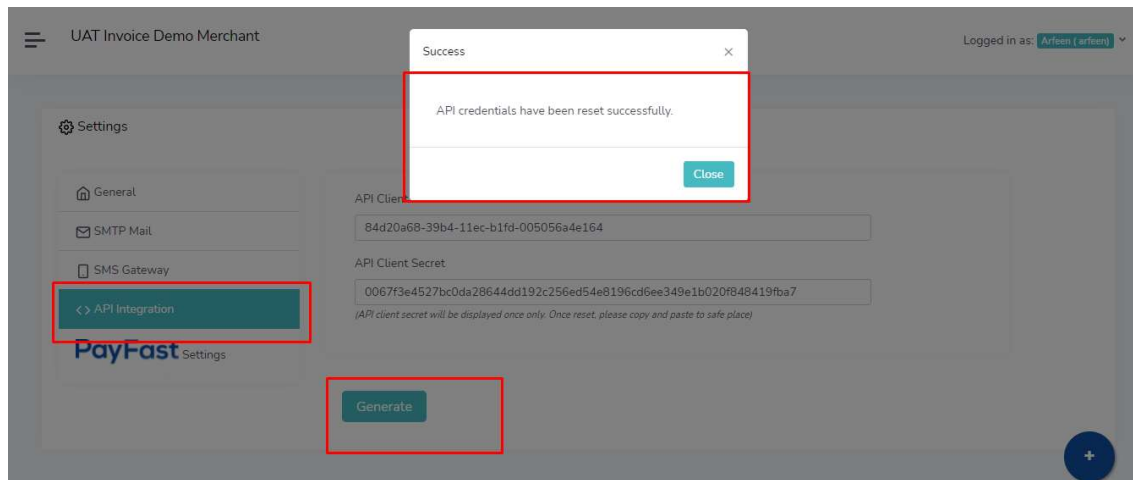 UAT Invoice Demo Merchant
Logged in as: Arfeen ( arfeen)
Success
×
API credentials have been reset successfully.
Close
Settings
General
SMTP Mail
SMS Gateway
<> API Integration
PayFast Settings
API Client
84d20a68-39b4-11ec-b1fd-005056a4e164
API Client Secret
0067f3e4527bc0da28644dd192c256ed54e8196cd6ee349e1b020f848419fba7
(API client secret will be displayed once only. Once reset, please copy and paste to safe place)
Generate
+